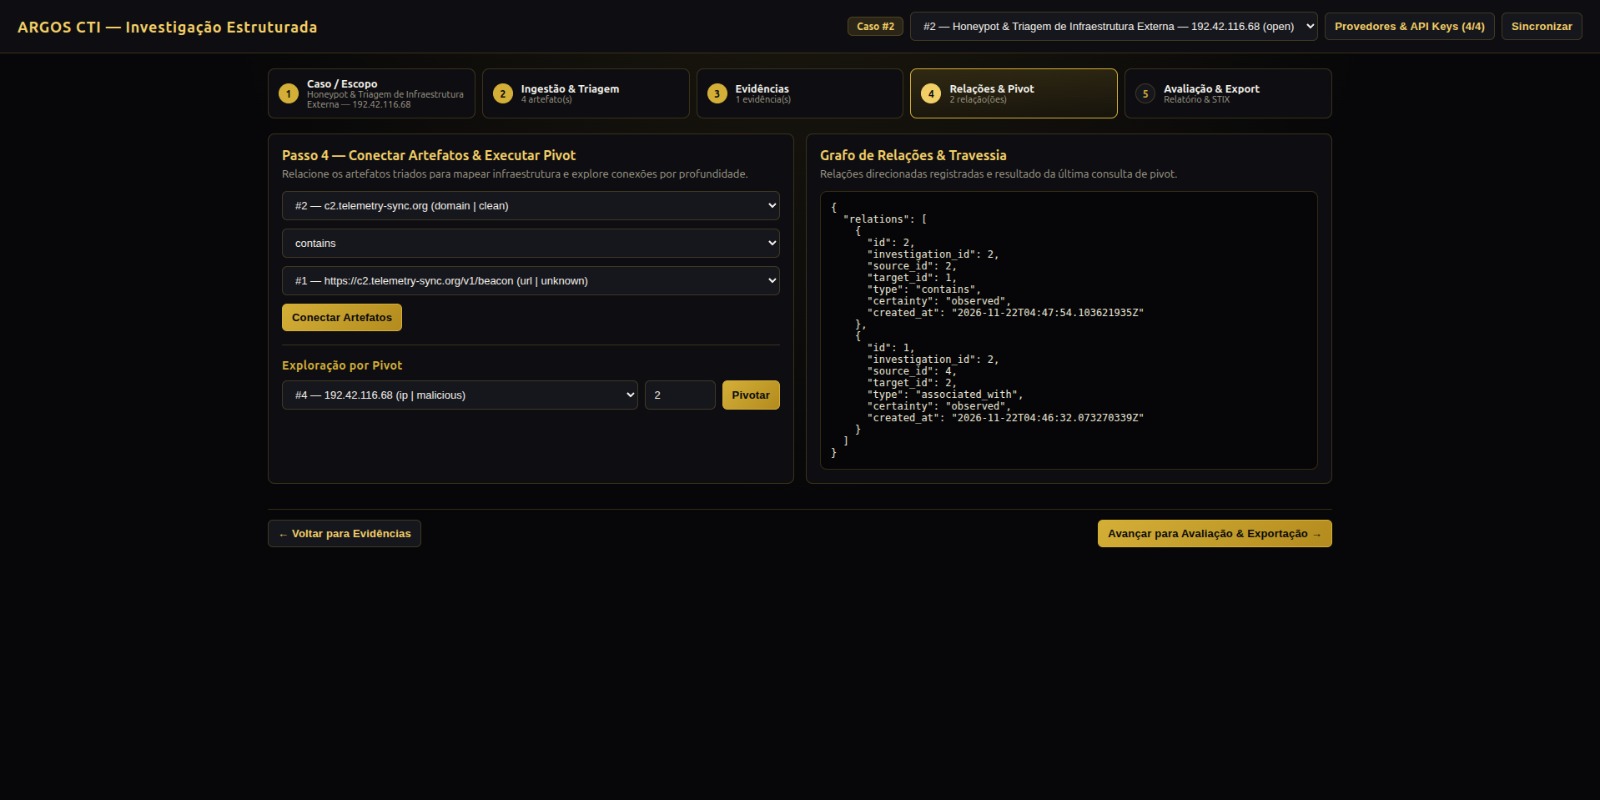 ARGOS CTI — Investigação Estruturada
Caso #2
#2 — Honeypot & Triagem de Infraestrutura Externa — 192.42.116.68 (open)
Provedores & API Keys (4/4)
Sincronizar
1
Caso / Escopo
Honeypot & Triagem de Infraestrutura
Externa — 192.42.116.68
2
Ingestão & Triagem
4 artefato(s)
3
Evidências
1 evidência(s)
4
Relações & Pivot
2 relação(ões)
5
Avaliação & Export
Relatório & STIX
Passo 4 — Conectar Artefatos & Executar Pivot
Relacione os artefatos triados para mapear infraestrutura e explore conexões por profundidade.
#2 — c2.telemetry-sync.org (domain | clean)
contains
#1 — https://c2.telemetry-sync.org/v1/beacon (url | unknown)
Conectar Artefatos
Exploração por Pivot
#4 — 192.42.116.68 (ip | malicious)
2
Pivotar
Grafo de Relações & Travessia
Relações direcionadas registradas e resultado da última consulta de pivot.
{
  "relations": [
    {
      "id": 2,
      "investigation_id": 2,
      "source_id": 2,
      "target_id": 1,
      "type": "contains",
      "certainty": "observed",
      "created_at": "2026-11-22T04:47:54.103621935Z"
    },
    {
      "id": 1,
      "investigation_id": 2,
      "source_id": 4,
      "target_id": 2,
      "type": "associated_with",
      "certainty": "observed",
      "created_at": "2026-11-22T04:46:32.073270339Z"
    }
  ]
}
← Voltar para Evidências
Avançar para Avaliação & Exportação →